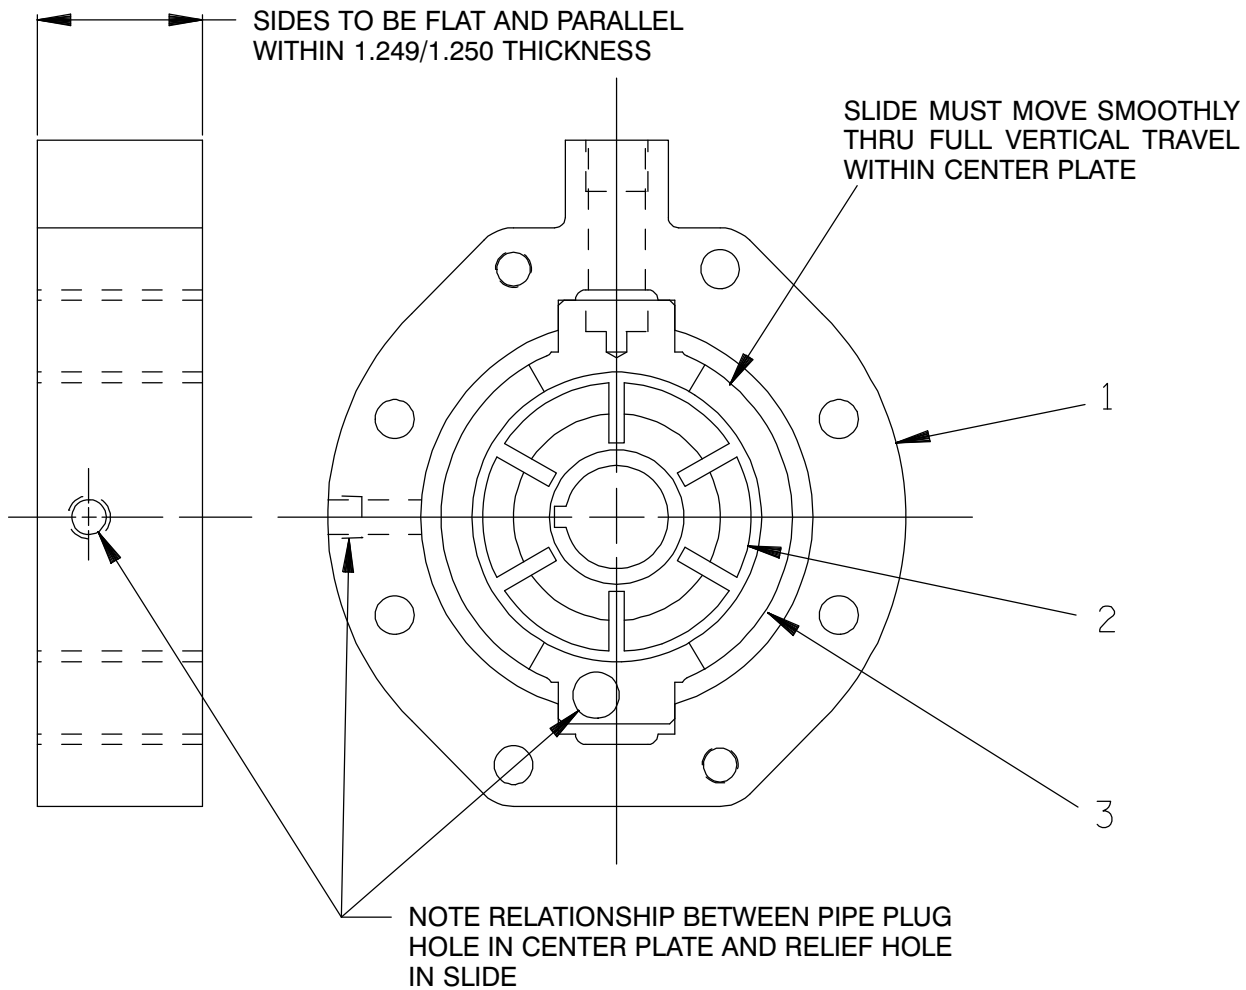 SIDES TO BE FLAT AND PARALLEL
WITHIN 1.249/1.250 THICKNESS
SLIDE MUST MOVE SMOOTHLY
THRU FULL VERTICAL TRAVEL
WITHIN CENTER PLATE
1
2
3
NOTE RELATIONSHIP BETWEEN PIPE PLUG
HOLE IN CENTER PLATE AND RELIEF HOLE
IN SLIDE